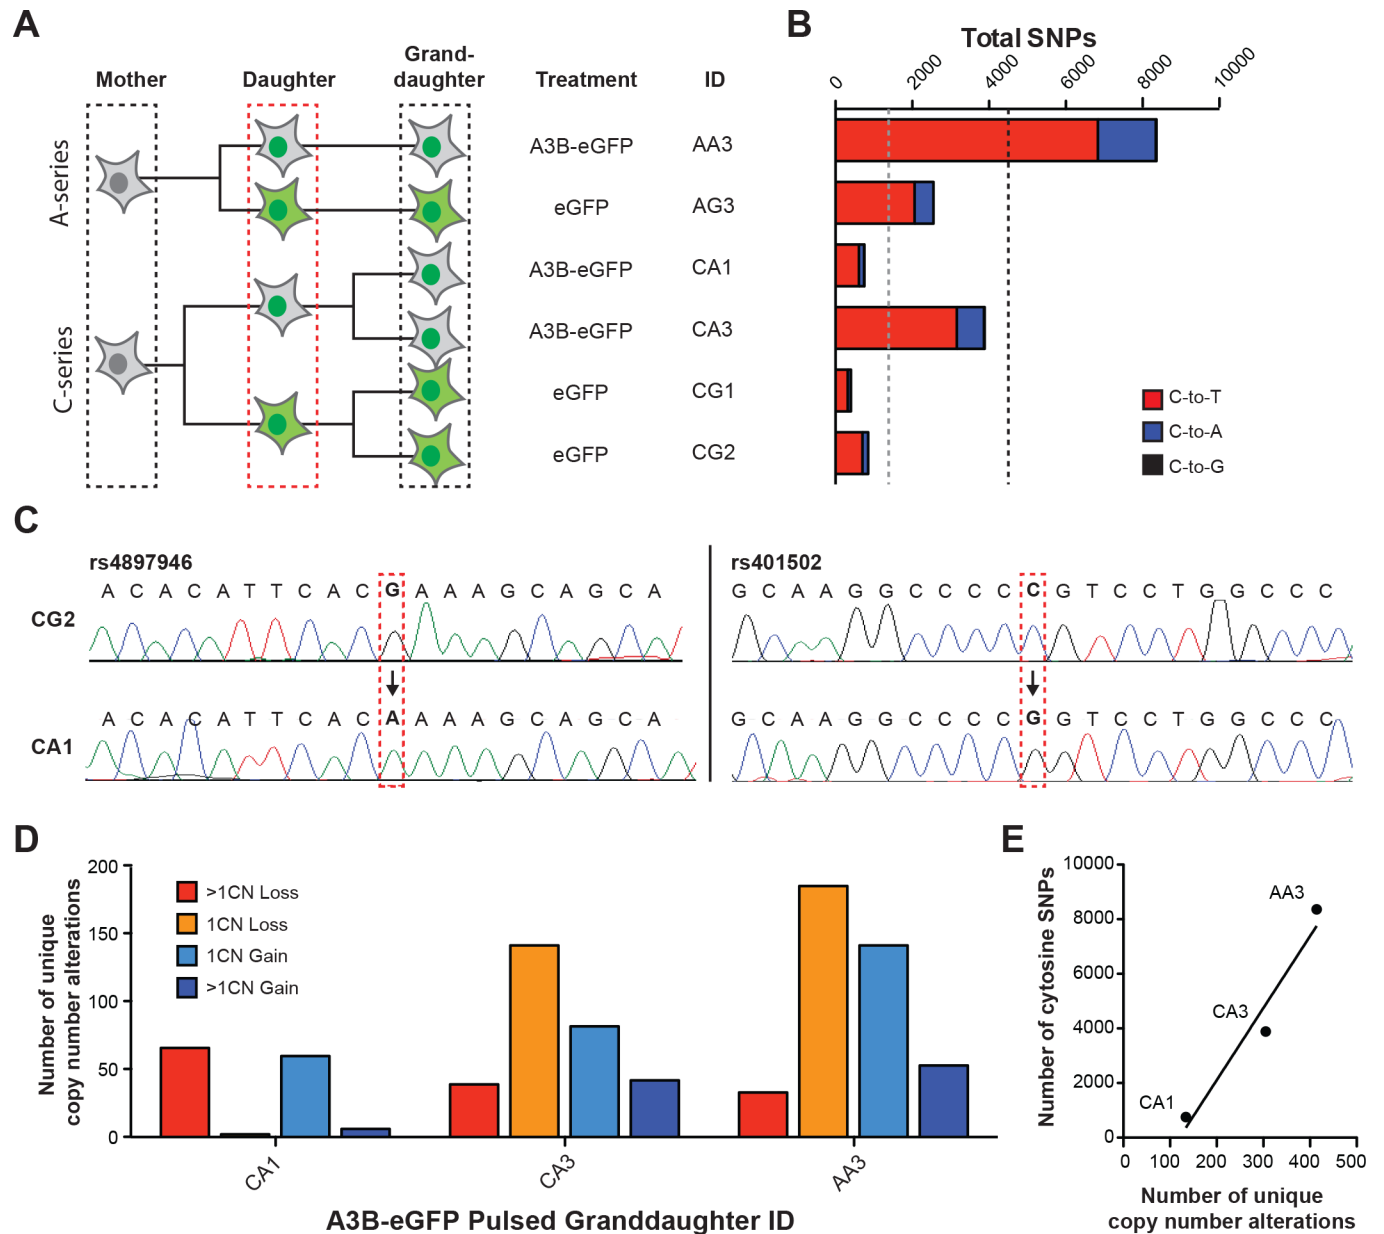 A
Mother
Daughter
Grand-
daughter
Treatment
ID
A-series
C-series
A3B-eGFP AA3
eGFP AG3
A3B-eGFP CA1
A3B-eGFP CA3
eGFP CG1
eGFP CG2
B
Total SNPs
0 2000 4000 6000 8000 10000
C-to-T
C-to-A
C-to-G
C
rs4897946
A C A C A T T C A C G A A A G C A G C A
CG2
A C A C A T T C A C A A A A G C A G C A
CA1
rs401502
G C A A G G C C C C C G T C C T G G C C C
G C A A G G C C C C G G T C C T G G C C C
D
Number of unique
copy number alterations
200
150
100
50
0
>1CN Loss
1CN Loss
1CN Gain
>1CN Gain
CA1 CA3 AA3
A3B-eGFP Pulsed Granddaughter ID
E
Number of cytosine SNPs
10000
8000
6000
4000
2000
0
AA3
CA3
CA1
0 100 200 300 400 500
Number of unique
copy number alterations